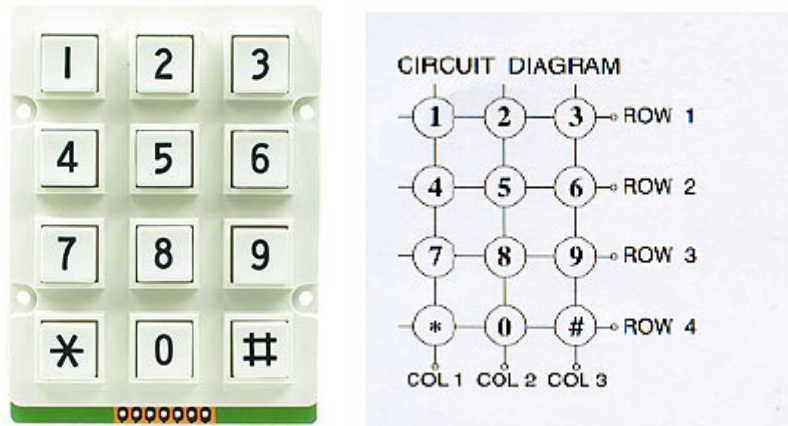 1 2 3
4 5 6
7 8 9
* 0 #
CIRCUIT DIAGRAM
1 2 3 ROW 1
4 5 6 ROW 2
7 8 9 ROW 3
* 0 # ROW 4
COL 1 COL 2 COL 3